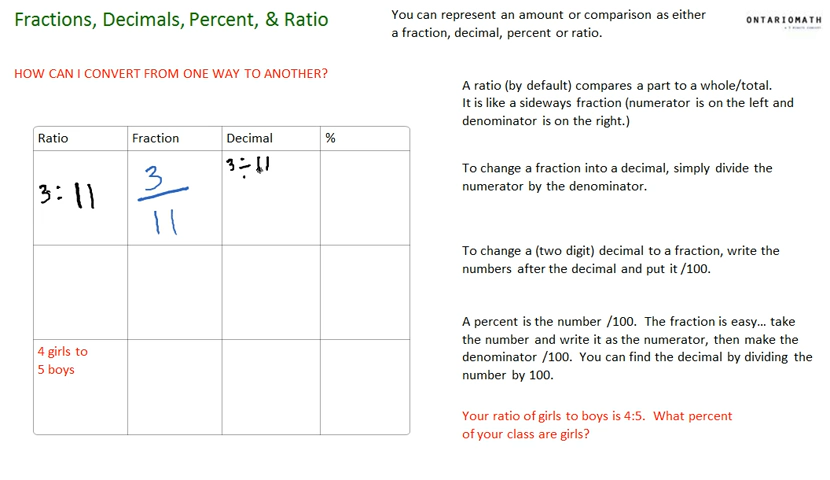 Fractions, Decimals, Percent, & Ratio
You can represent an amount or comparison as either
a fraction, decimal, percent or ratio.
ONTARIOMATH
HOW CAN I CONVERT FROM ONE WAY TO ANOTHER?
A ratio (by default) compares a part to a whole/total.
It is like a sideways fraction (numerator is on the left and
denominator is on the right.)
Ratio Fraction Decimal %
3:11 3/11 3÷11
To change a fraction into a decimal, simply divide the
numerator by the denominator.
To change a (two digit) decimal to a fraction, write the
numbers after the decimal and put it /100.
A percent is the number /100. The fraction is easy... take
the number and write it as the numerator, then make the
denominator /100. You can find the decimal by dividing the
number by 100.
4 girls to
5 boys
Your ratio of girls to boys is 4:5. What percent
of your class are girls?